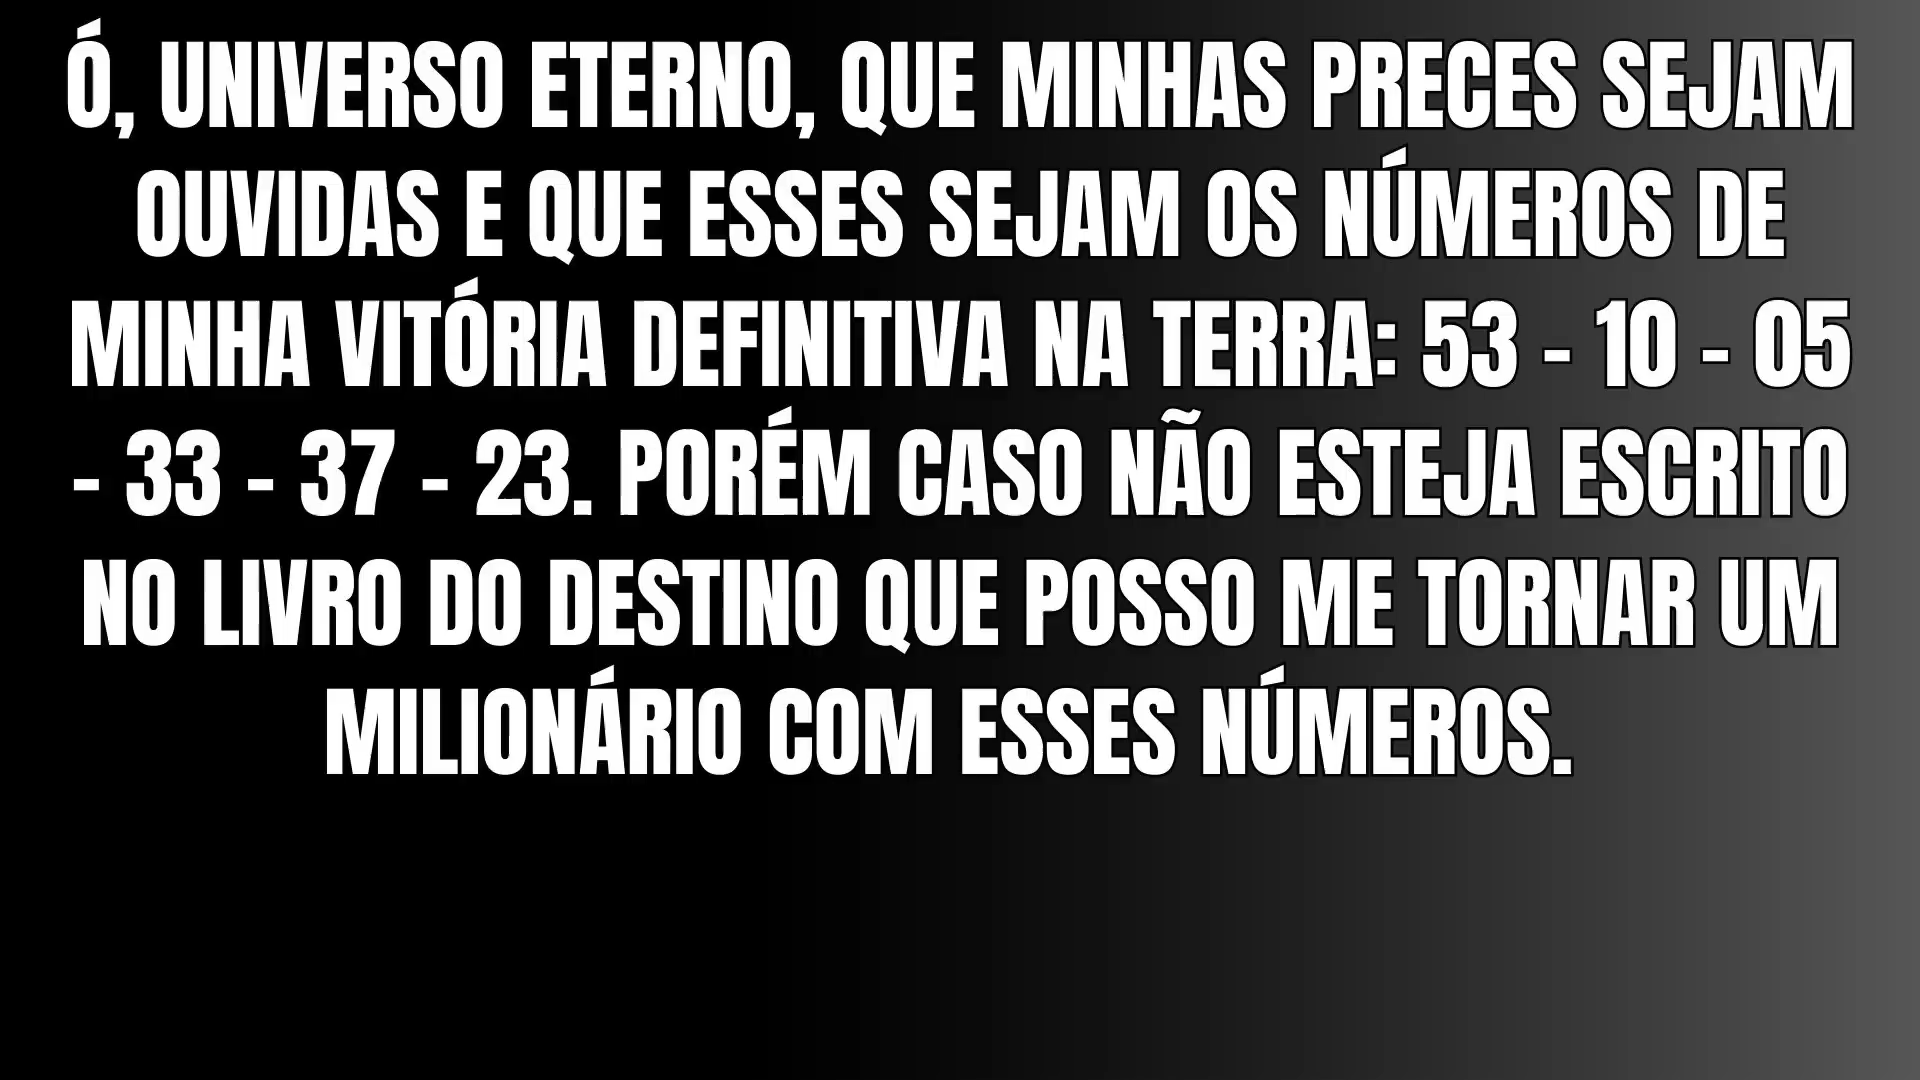 Ó, UNIVERSO ETERNO, QUE MINHAS PRECES SEJAM
OUVIDAS E QUE ESSES SEJAM OS NÚMEROS DE
MINHA VITÓRIA DEFINITIVA NA TERRA: 53 - 10 - 05
- 33 - 37 - 23. PORÉM CASO NÃO ESTEJA ESCRITO
NO LIVRO DO DESTINO QUE POSSO ME TORNAR UM
MILIONÁRIO COM ESSES NÚMEROS.